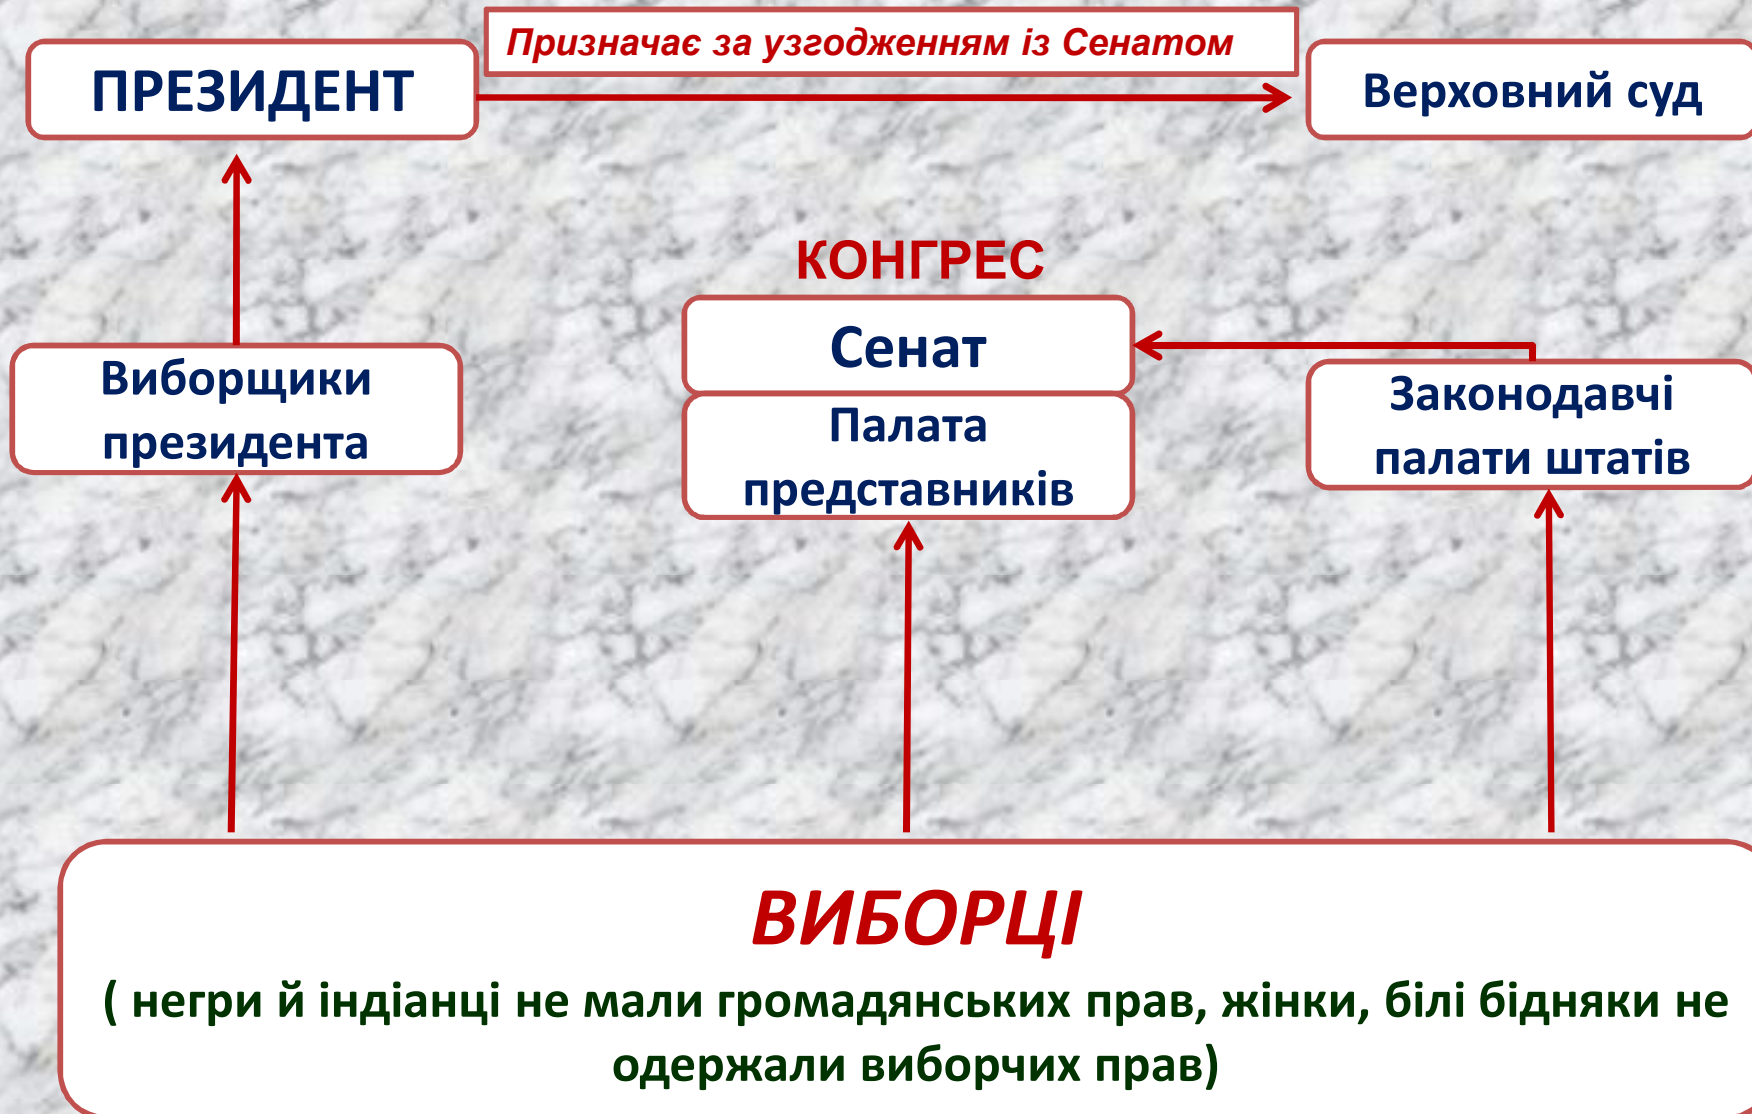 Призначає за узгодженням із Сенатом
ПРЕЗИДЕНТ
Верховний суд
КОНГРЕС
Сенат
Виборщики
президента
Палата
представників
Законодавчі
палати штатів
ВИБОРЦІ
( негри й індіанці не мали громадянських прав, жінки, білі бідняки не
одержали виборчих прав)